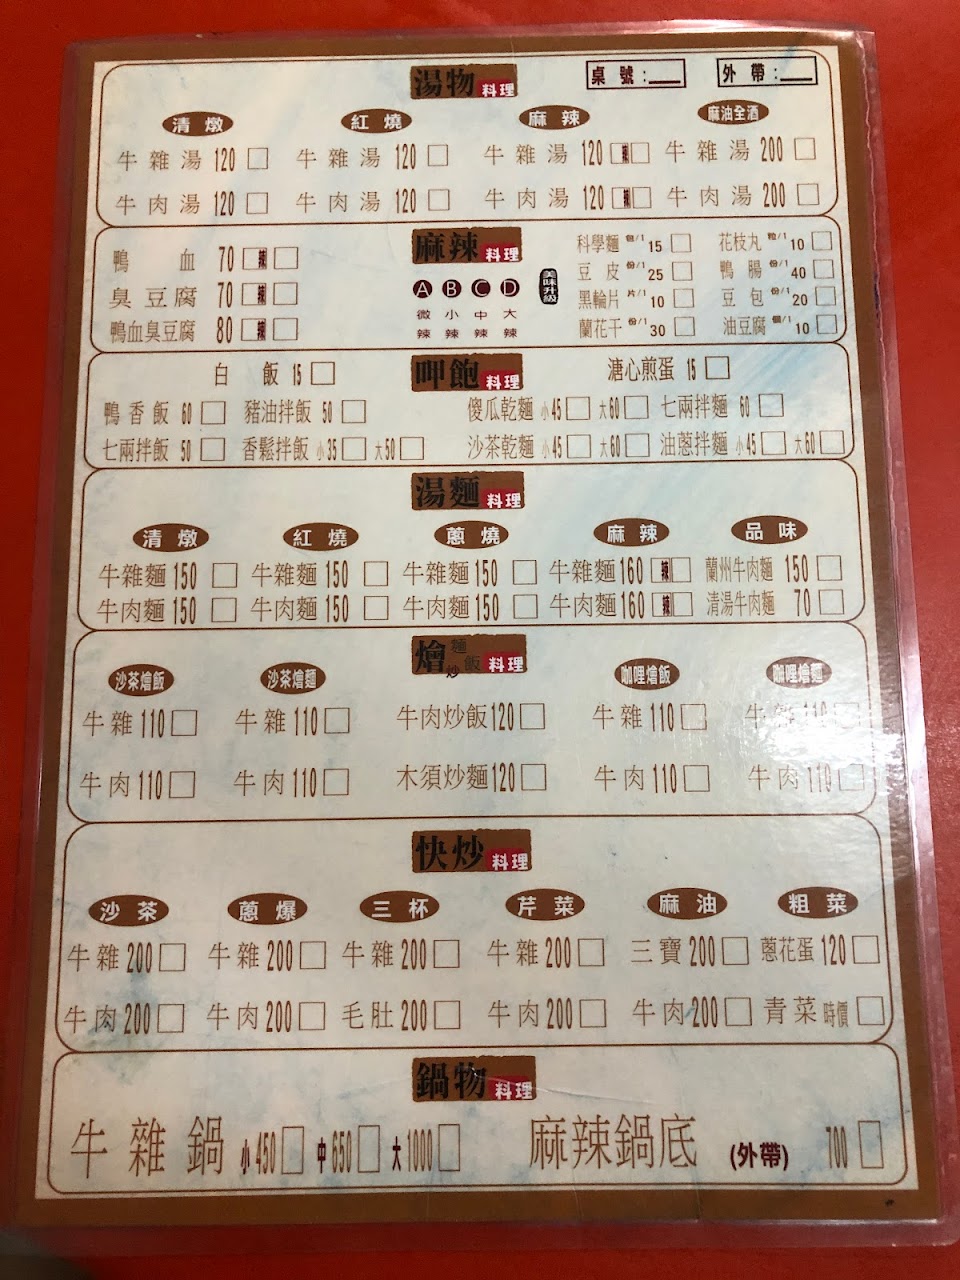 湯物 料理 桌號：___ 外帶：___
清燉 紅燒 麻辣 麻油全酒
牛雜湯 120 □ 牛雜湯 120 □ 牛雜湯 120 辣 □ 牛雜湯 200 □
牛肉湯 120 □ 牛肉湯 120 □ 牛肉湯 120 辣 □ 牛肉湯 200 □
麻辣 料理
鴨血 70 辣 □
臭豆腐 70 辣 □
鴨血臭豆腐 80 辣 □
A B C D
微 小 中 大
辣 辣 辣 辣
美味升級
科學麵 包/1 15 □ 花枝丸 粒/1 10 □
豆皮 份/1 25 □ 鴨腸 份/1 40 □
黑輪片 片/1 10 □ 豆包 份/1 20 □
蘭花干 份/1 30 □ 油豆腐 個/1 10 □
呷飽 料理
白飯 15 □ 溏心煎蛋 15 □
鴨香飯 60 □ 豬油拌飯 50 □ 傻瓜乾麵 小45 □ 大60 □ 七兩拌麵 60 □
七兩拌飯 50 □ 香鬆拌飯 小35 □ 大50 □ 沙茶乾麵 小45 □ 大60 □ 油蔥拌麵 小45 □ 大60 □
湯麵 料理
清燉 紅燒 蔥燒 麻辣 品味
牛雜麵 150 □ 牛雜麵 150 □ 牛雜麵 150 □ 牛雜麵 160 辣 □ 蘭州牛肉麵 150 □
牛肉麵 150 □ 牛肉麵 150 □ 牛肉麵 150 □ 牛肉麵 160 辣 □ 清湯牛肉麵 70 □
燴 麵 炒 飯 料理
沙茶燴飯 沙茶燴麵 咖哩燴飯 咖哩燴麵
牛雜 110 □ 牛雜 110 □ 牛肉炒飯 120 □ 牛雜 110 □ 牛雜 110 □
牛肉 110 □ 牛肉 110 □ 木須炒麵 120 □ 牛肉 110 □ 牛肉 110 □
快炒 料理
沙茶 蔥爆 三杯 芹菜 麻油 粗菜
牛雜 200 □ 牛雜 200 □ 牛雜 200 □ 牛雜 200 □ 三寶 200 □ 蔥花蛋 120 □
牛肉 200 □ 牛肉 200 □ 毛肚 200 □ 牛肉 200 □ 牛肉 200 □ 青菜 時價 □
鍋物 料理
牛雜鍋 小450 □ 中650 □ 大1000 □ 麻辣鍋底 (外帶) 700 □